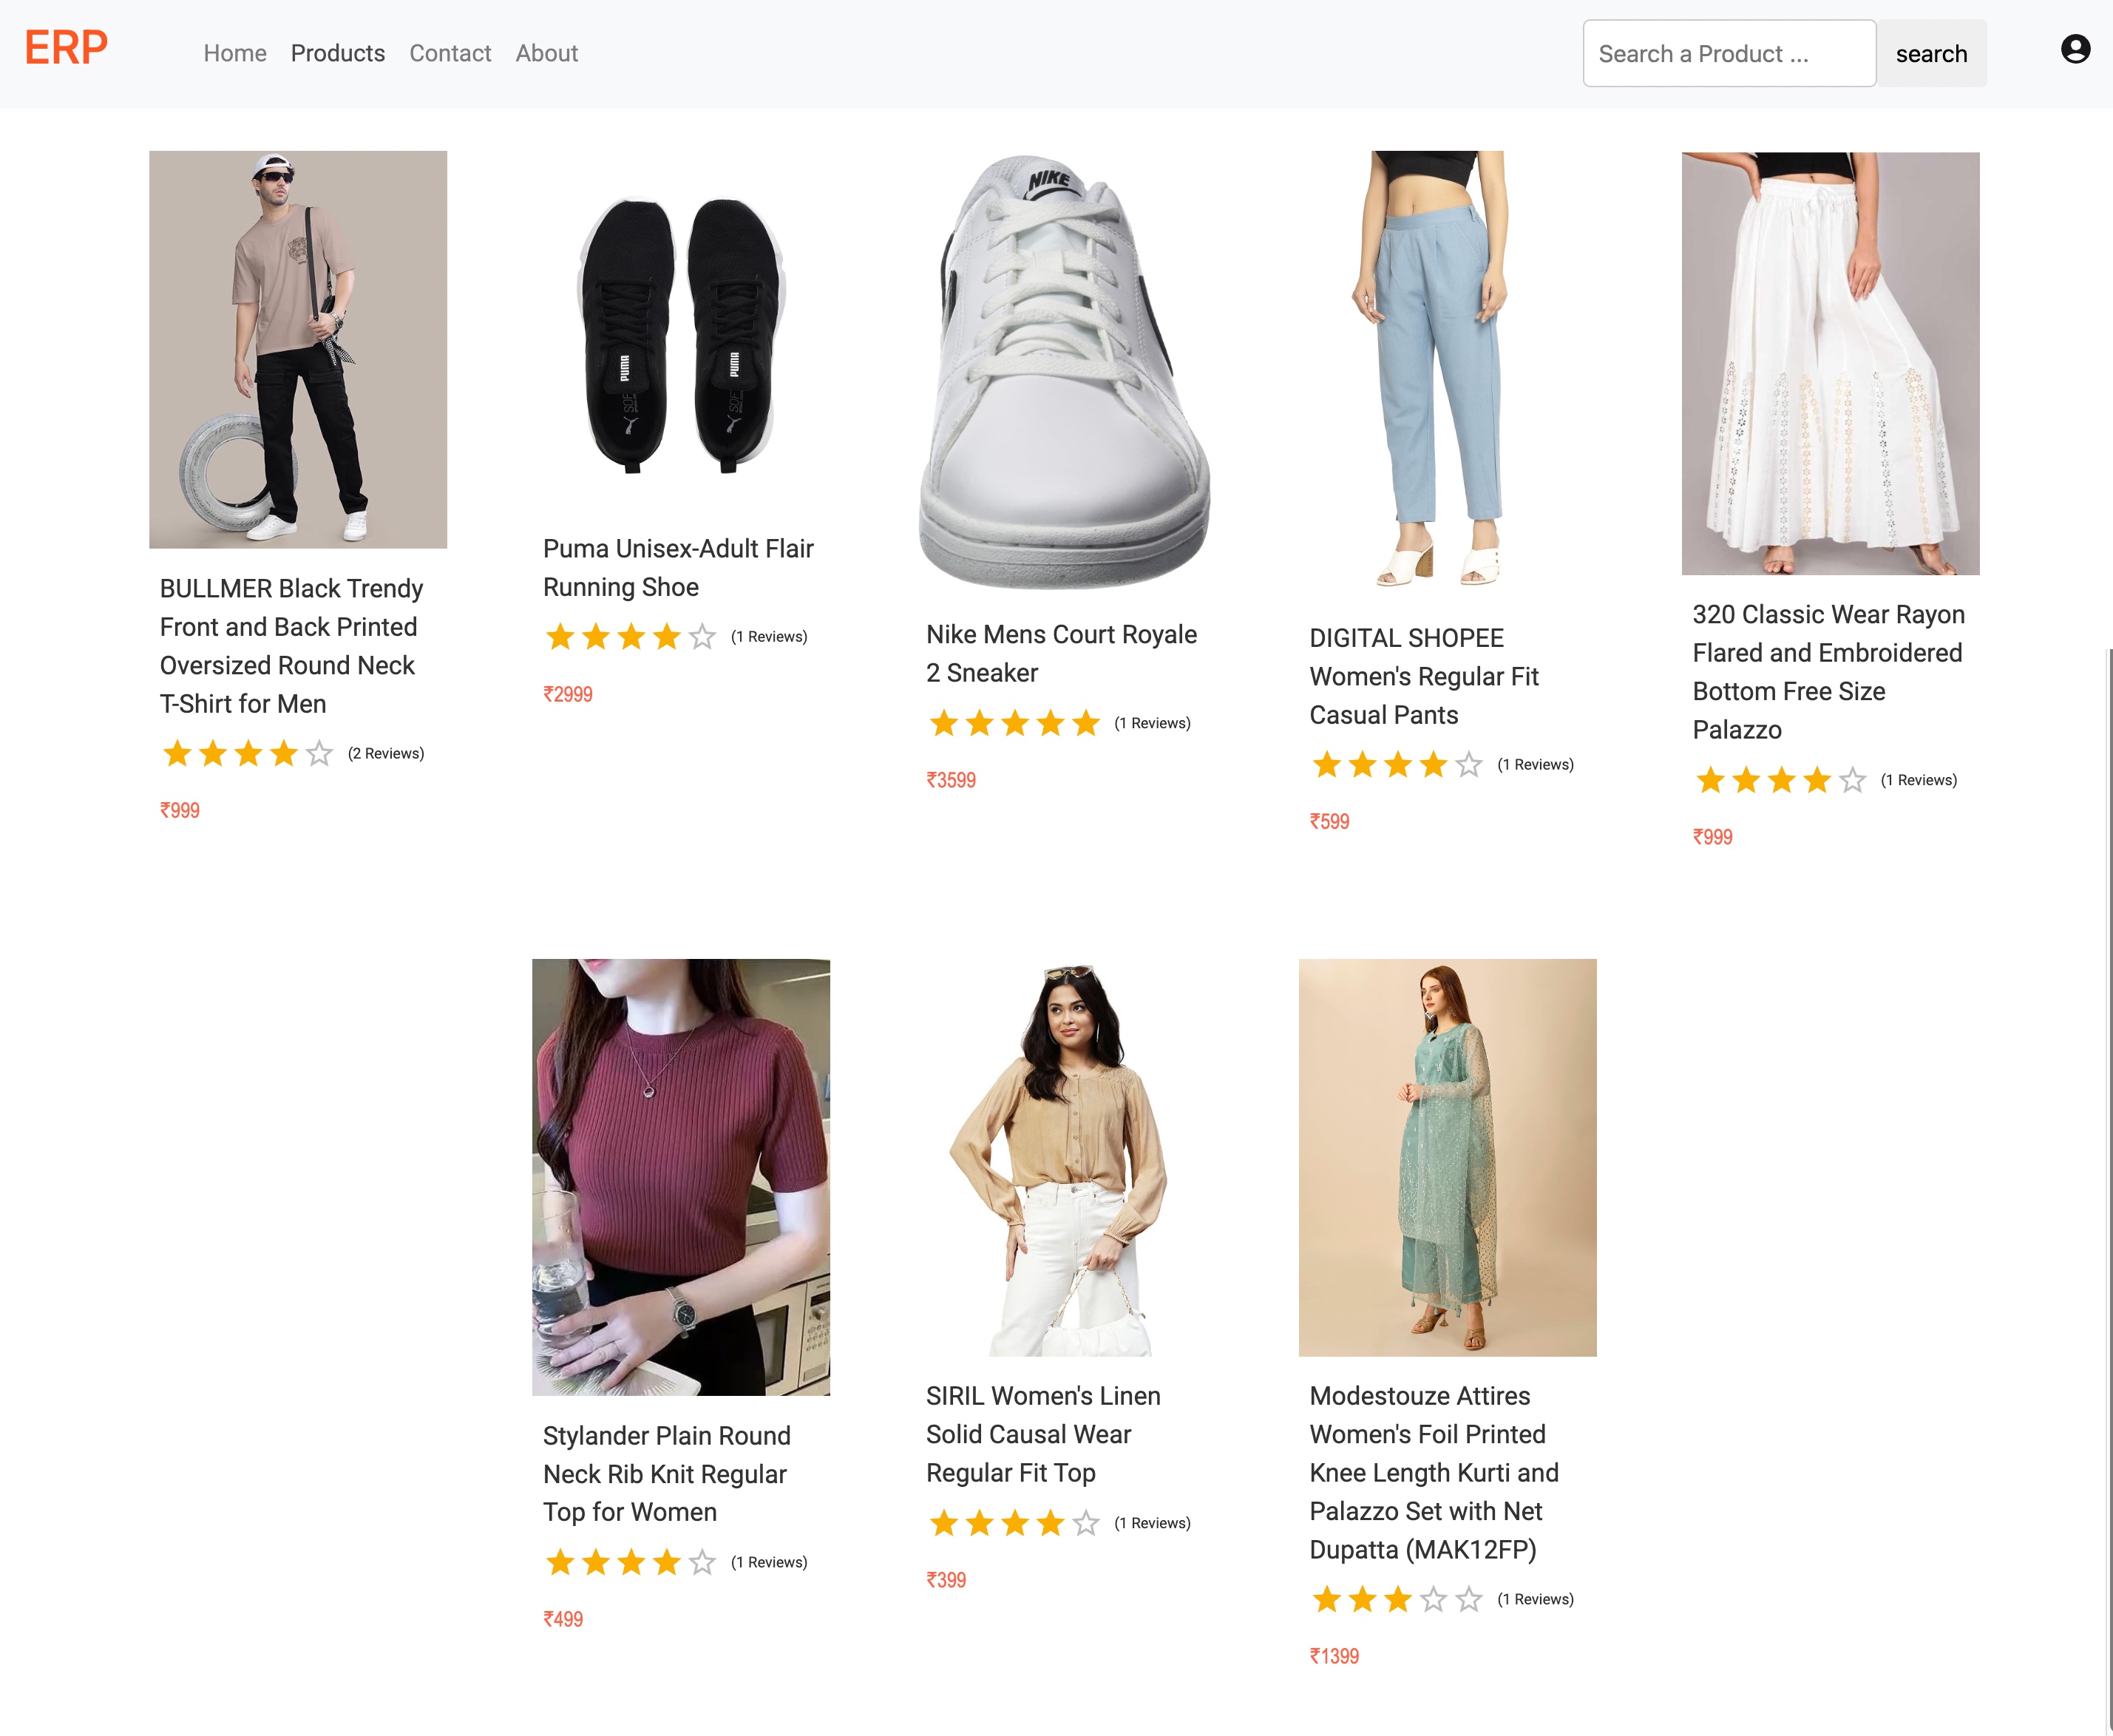 ERP
Home Products Contact About
Search a Product ...
search
NIKE
PUMA
PUMA
BULLMER Black Trendy
Front and Back Printed
Oversized Round Neck
T-Shirt for Men
(2 Reviews)
₹999
Puma Unisex-Adult Flair
Running Shoe
(1 Reviews)
₹2999
Nike Mens Court Royale
2 Sneaker
(1 Reviews)
₹3599
DIGITAL SHOPEE
Women's Regular Fit
Casual Pants
(1 Reviews)
₹599
320 Classic Wear Rayon
Flared and Embroidered
Bottom Free Size
Palazzo
(1 Reviews)
₹999
Stylander Plain Round
Neck Rib Knit Regular
Top for Women
(1 Reviews)
₹499
SIRIL Women's Linen
Solid Causal Wear
Regular Fit Top
(1 Reviews)
₹399
Modestouze Attires
Women's Foil Printed
Knee Length Kurti and
Palazzo Set with Net
Dupatta (MAK12FP)
(1 Reviews)
₹1399